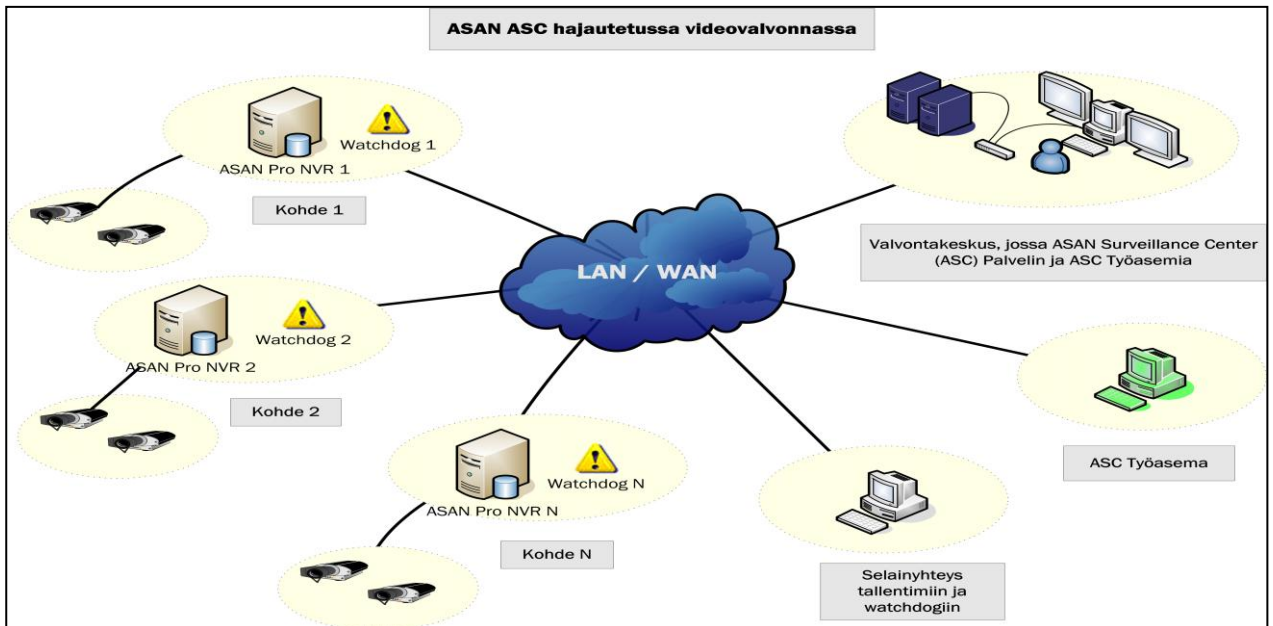 ASAN ASC hajautetussa videovalvonnassa
Watchdog 1
ASAN Pro NVR 1
Kohde 1
Valvontakeskus, jossa ASAN Surveillance Center
(ASC) Palvelin ja ASC Työasemia
LAN / WAN
Watchdog 2
ASAN Pro NVR 2
Kohde 2
ASC Työasema
Watchdog N
ASAN Pro NVR N
Kohde N
Selainyhteys
tallentimiin ja
watchdogiin